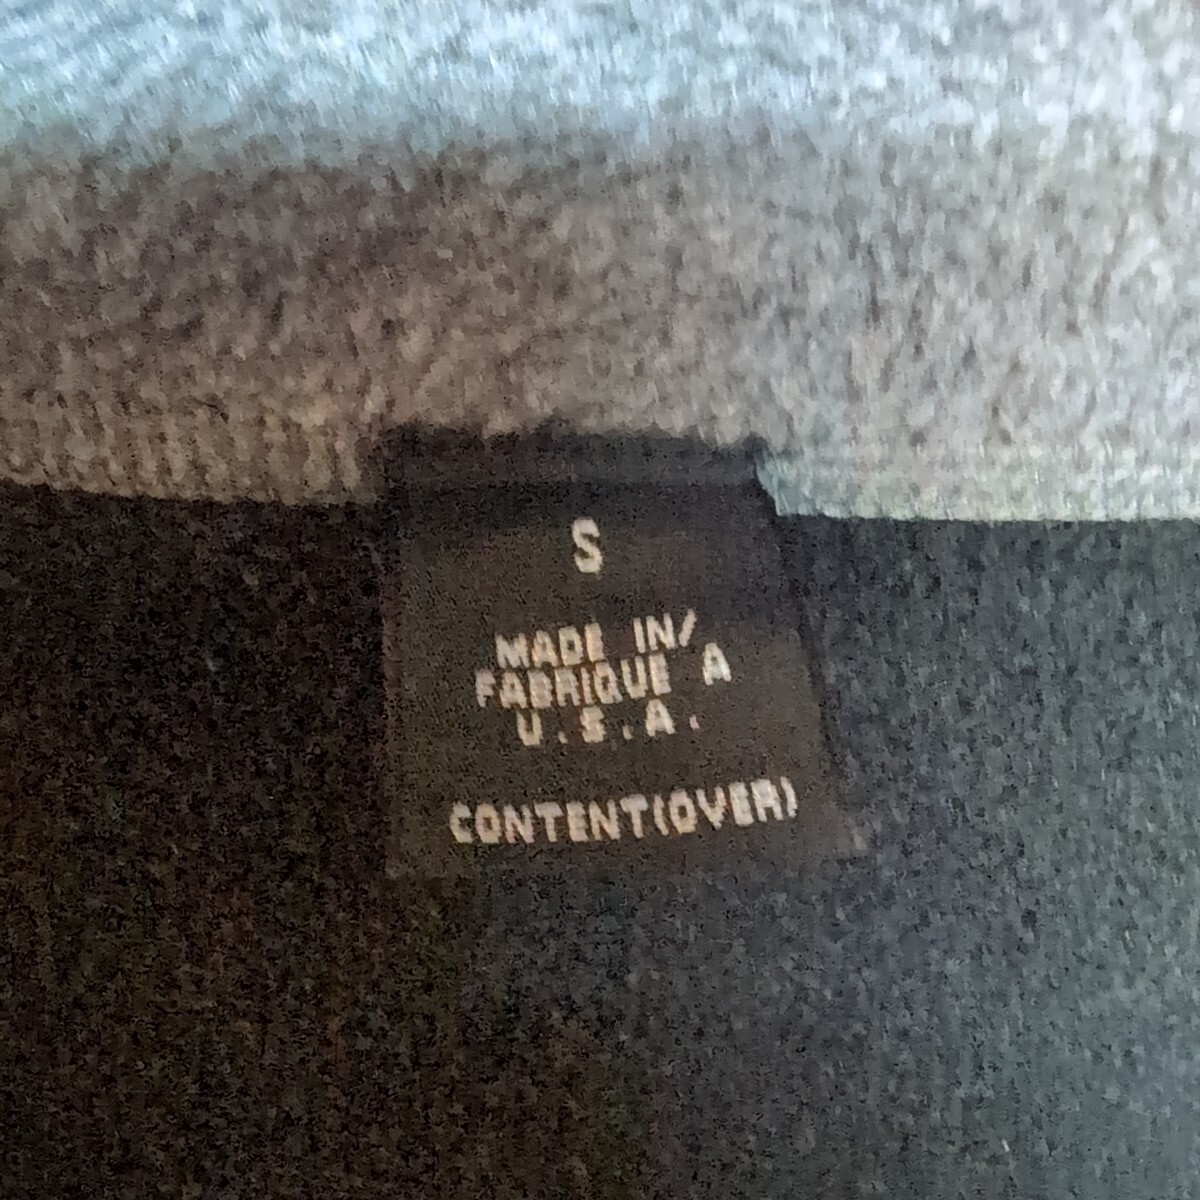 S
MADE IN/
FABRIQUE A
U.S.A.
CONTENT(OVER)